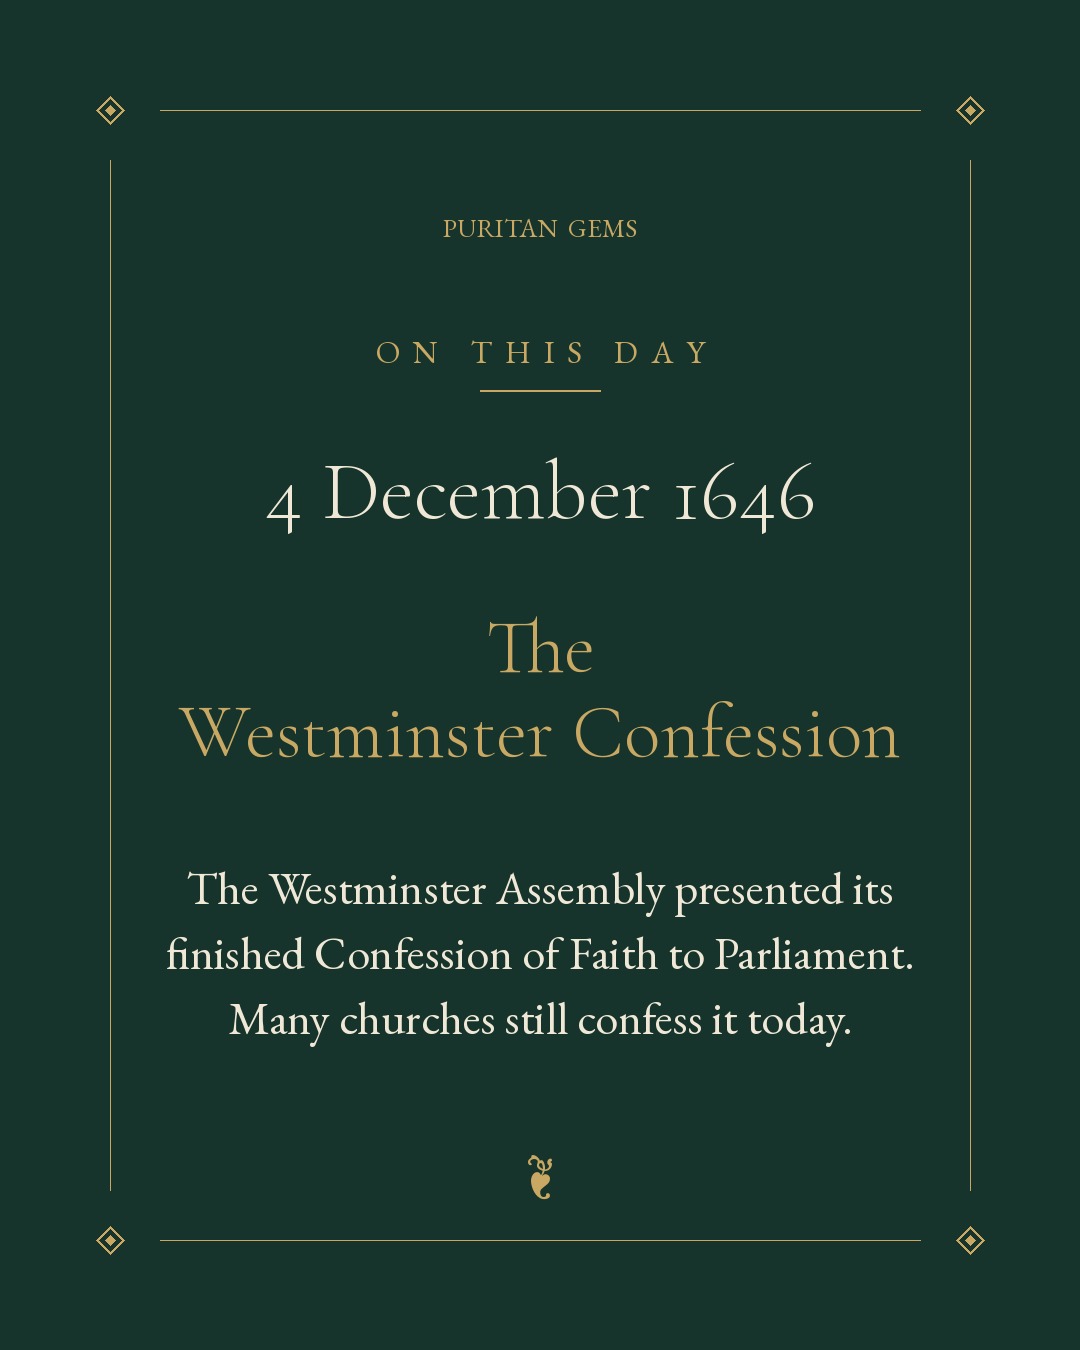 PURITAN GEMS
ON THIS DAY
4 December 1646
The
Westminster Confession
The Westminster Assembly presented its
finished Confession of Faith to Parliament.
Many churches still confess it today.